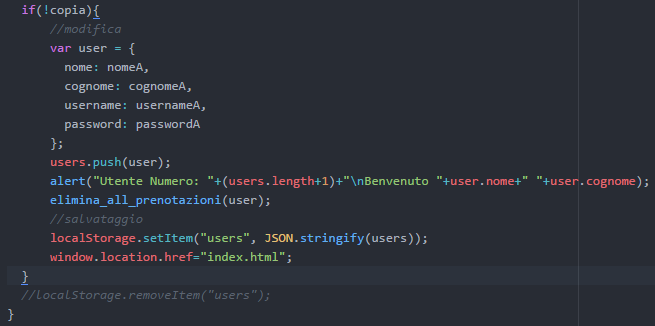 if(!copia){
//modifica
var user = {
nome: nomeA,
cognome: cognomeA,
username: usernameA,
password: passwordA
};
users.push(user);
alert("Utente Numero: "+(users.length+1)+"\nBenvenuto "+user.nome+" "+user.cognome);
elimina_all_prenotazioni(user);
//salvataggio
localStorage.setItem("users", JSON.stringify(users));
window.location.href="index.html";
}
//localStorage.removeItem("users");
}